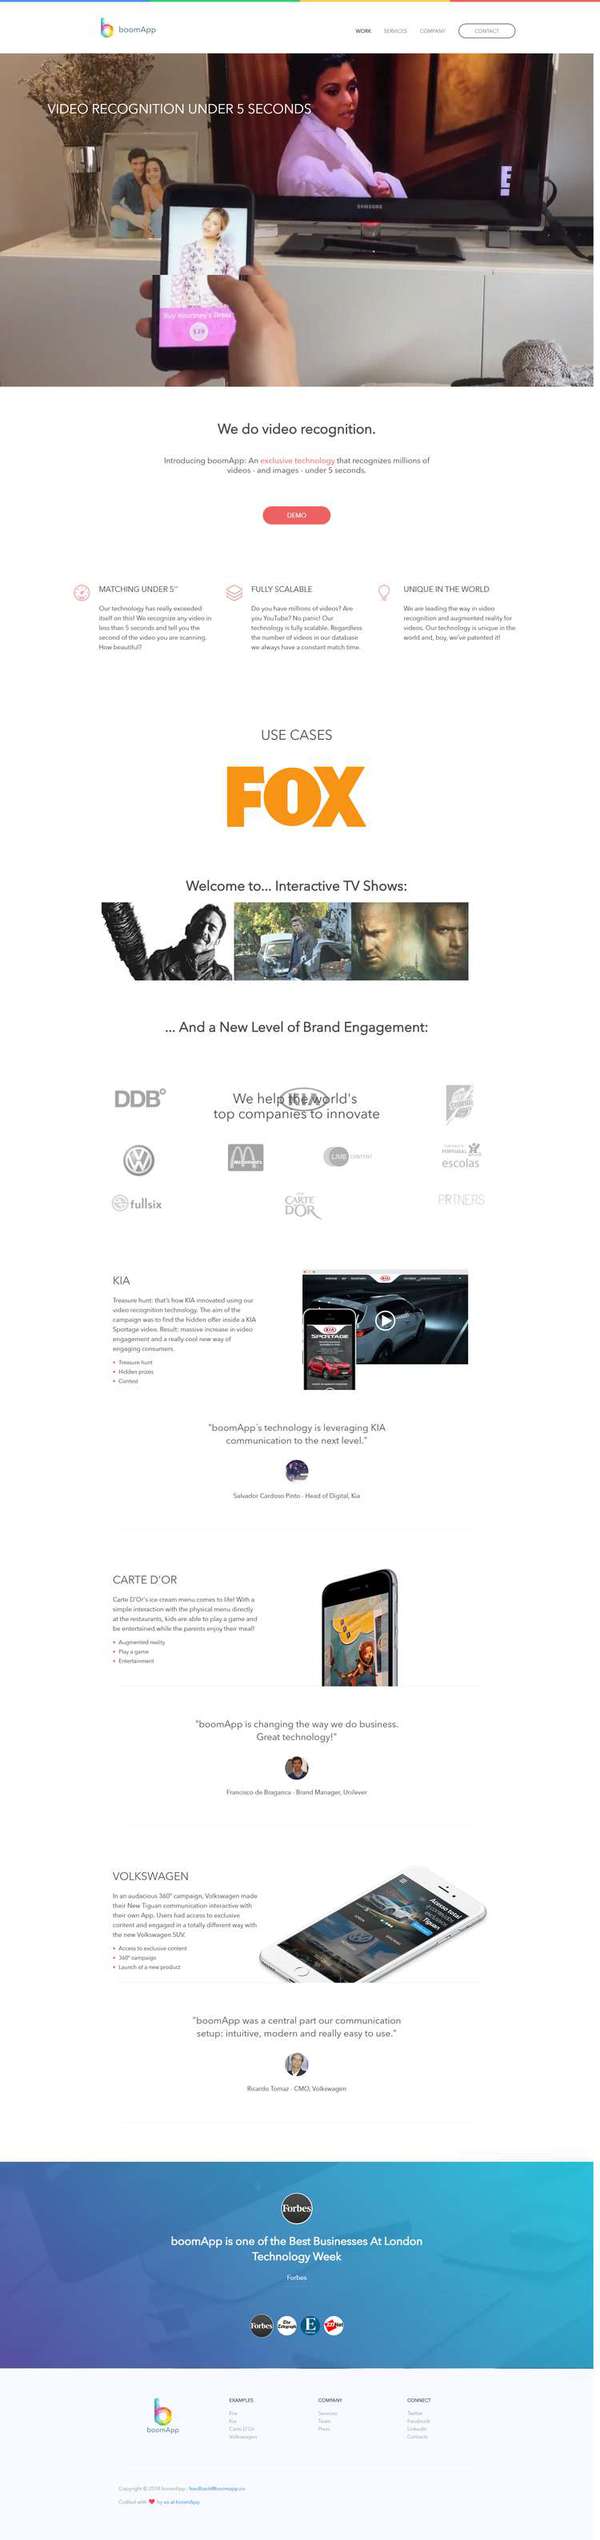 boomApp
WORK SERVICES COMPANY CONTACT
VIDEO RECOGNITION UNDER 5 SECONDS
SAMSUNG
E!
Buy Kourtney's Dress
$28
We do video recognition.
Introducing boomApp: An exclusive technology that recognizes millions of
videos - and images - under 5 seconds.
DEMO
MATCHING UNDER 5''
Our technology has really exceeded
itself on this! We recognize any video in
less than 5 seconds and tell you the
second of the video you are scanning.
How beautiful?
FULLY SCALABLE
Do you have millions of videos? Are
you YouTube? No panic! Our
technology is fully scalable. Regardless
the number of videos in our database
we always have a constant match time.
UNIQUE IN THE WORLD
We are leading the way in video
recognition and augmented reality for
videos. Our technology is unique in the
world and, buy, we've patented it!
USE CASES
FOX
Welcome to... Interactive TV Shows:
... And a New Level of Brand Engagement:
We help the world's
top companies to innovate
DDB°
KIA
McDonald's
LIVE CONTENT
PORTUGAL
escolas
fullsix
CARTE
D'OR
PRTNERS
KIA
Treasure hunt: that's how KIA innovated using our
video recognition technology. The aim of the
campaign was to find the hidden offer inside a KIA
Sportage video. Result: massive increase in video
engagement and a really cool new way of
engaging consumers.
• Treasure hunt
• Hidden prizes
• Contest
KIA
SPORTAGE
"boomApp´s technology is leveraging KIA
communication to the next level."
Salvador Cardoso Pinto - Head of Digital, Kia
CARTE D'OR
Carte D'Or's ice cream menu comes to life! With a
simple interaction with the physical menu directly
at the restaurants, kids are able to play a game and
be entertained while the parents enjoy their meal!
• Augmented reality
• Play a game
• Entertainment
"boomApp is changing the way we do business.
Great technology!"
Francisco de Bragança - Brand Manager, Unilever
VOLKSWAGEN
In an audacious 360º campaign, Volkswagen made
their New Tiguan communication interactive with
their own App. Users had access to exclusive
content and engaged in a totally different way with
the new Volkswagen SUV.
• Access to exclusive content
• 360º campaign
• Launch of a new product
Acesso total
Tiguan
"boomApp was a central part our communication
setup: intuitive, modern and really easy to use."
Ricardo Tomaz - CMO, Volkswagen
Forbes
boomApp is one of the Best Businesses At London
Technology Week
Forbes
Forbes
The Telegraph
E
boomApp
EXAMPLES
Fox
Kia
Carte D'Or
Volkswagen
COMPANY
Services
Team
Press
CONNECT
Twitter
Facebook
LinkedIn
Contacts
Copyright © 2018 boomApp - feedback@boomapp.co
Crafted with ❤ by us at boomApp